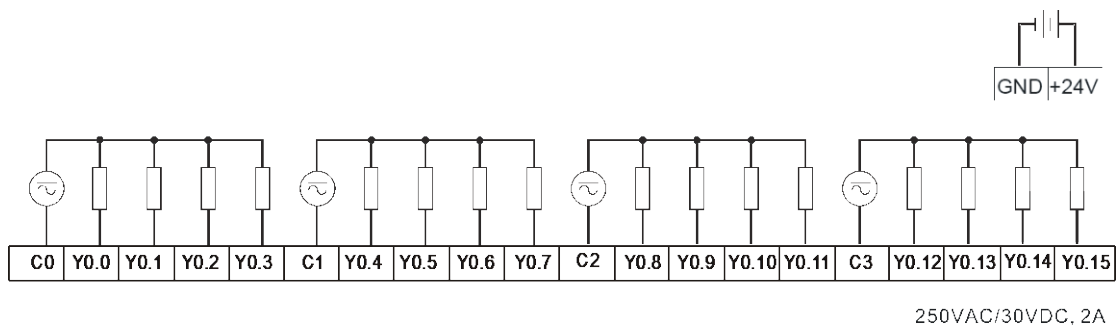 GND +24V
C0 Y0.0 Y0.1 Y0.2 Y0.3 C1 Y0.4 Y0.5 Y0.6 Y0.7 C2 Y0.8 Y0.9 Y0.10 Y0.11 C3 Y0.12 Y0.13 Y0.14 Y0.15
250VAC/30VDC, 2A